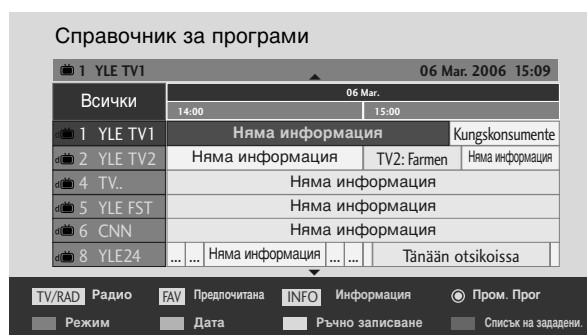 Справочник за програми
1 YLE TV1 06 Mar. 2006 15:09
Всички 06 Mar.
14:00 15:00
1 YLE TV1 Няма информация Kungskonsumente
2 YLE TV2 Няма информация TV2: Farmen Няма информация
4 TV.. Няма информация
5 YLE FST Няма информация
6 CNN Няма информация
8 YLE24 ... ... Няма информация ... ... Tänään otsikoissa
TV/RAD Радио FAV Предпочитана INFO Информация Пром. Прог
Режим Дата Ръчно записване Списък на зададени.